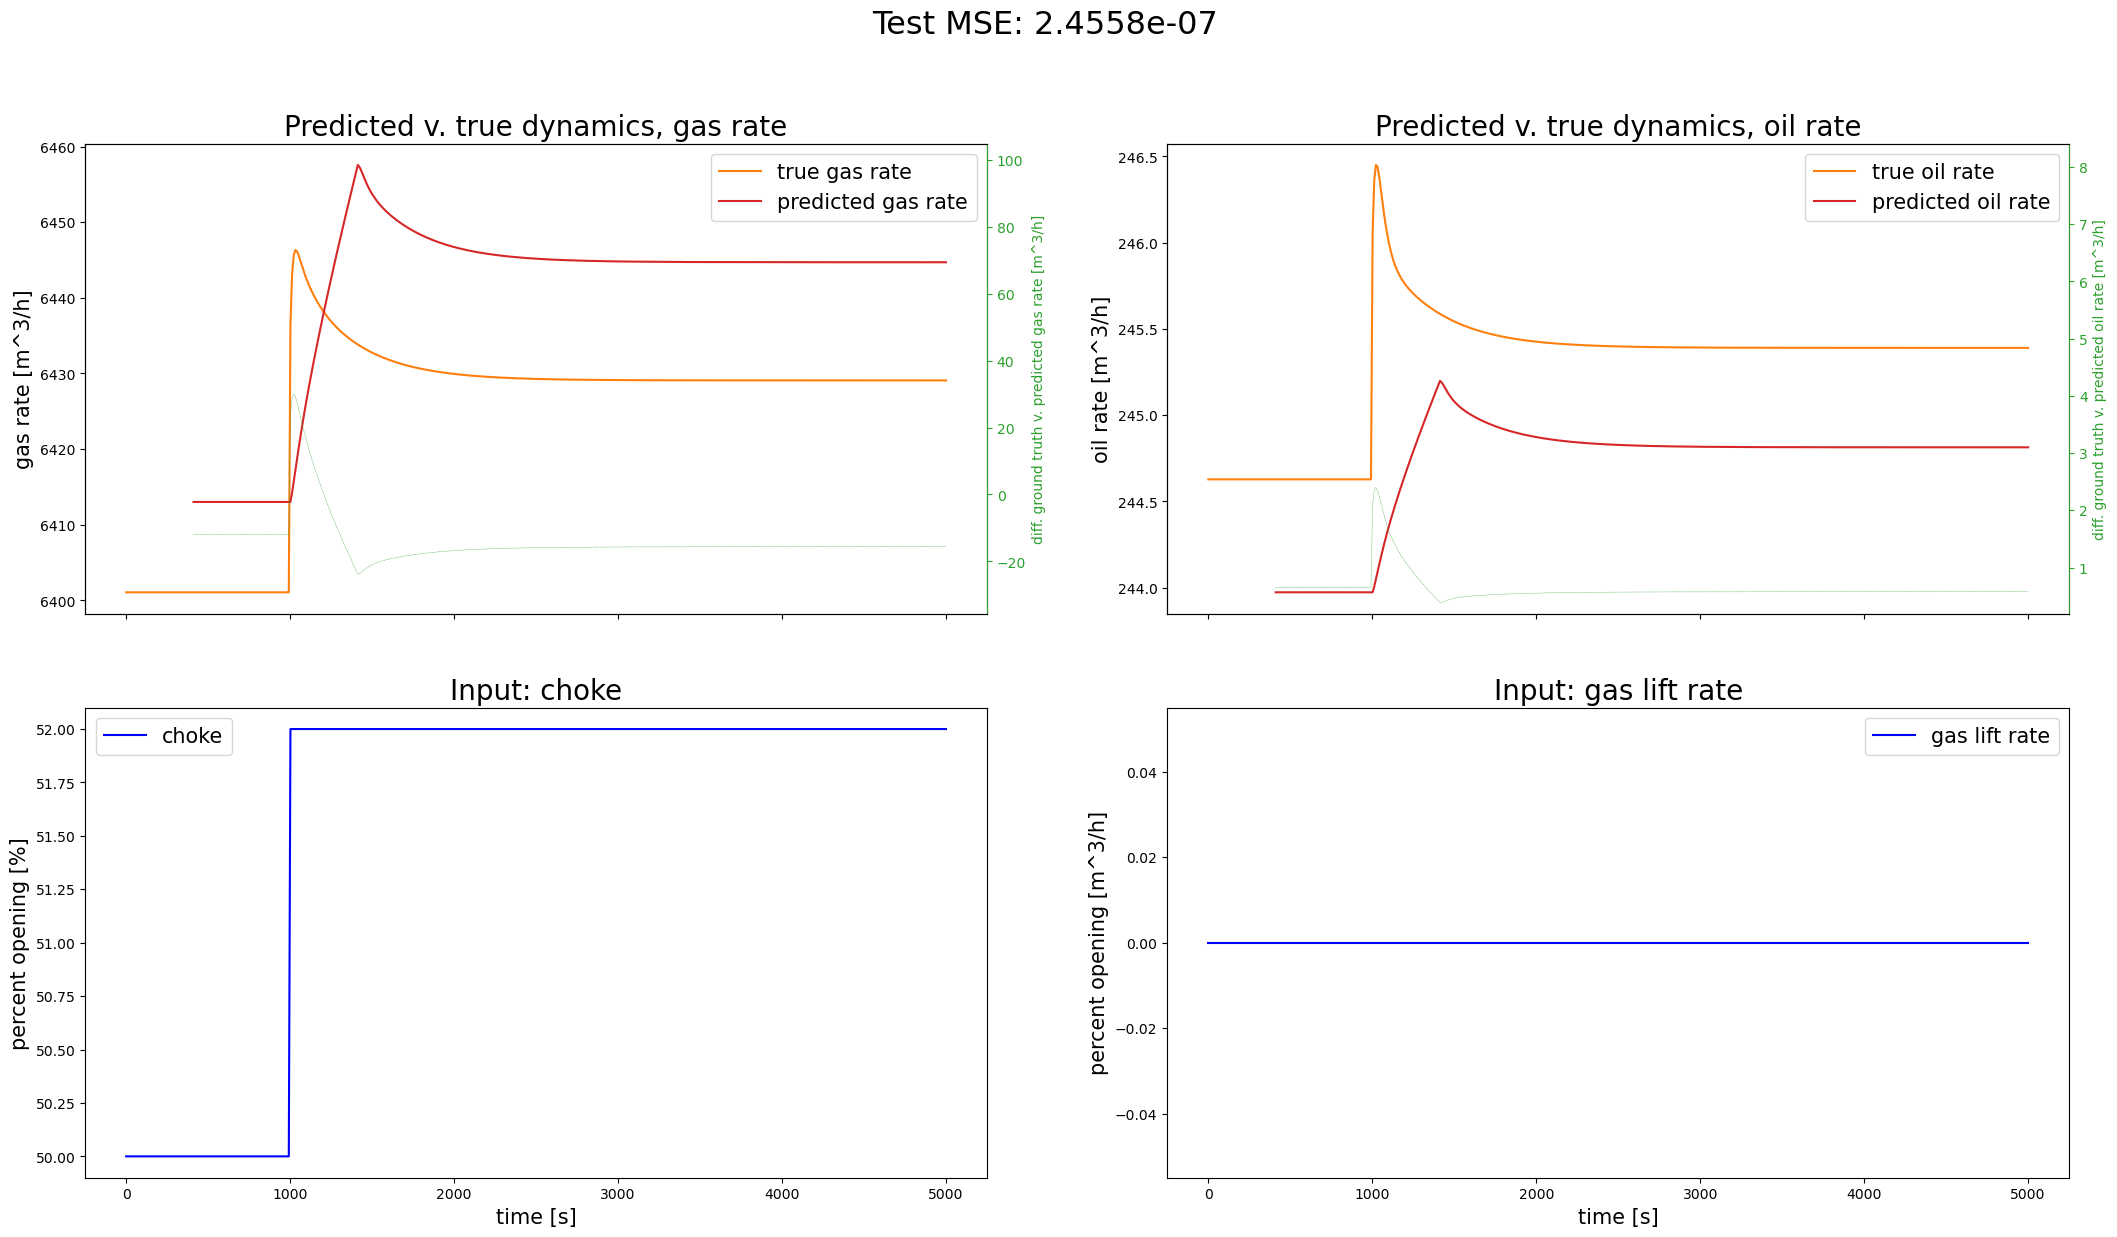 Test MSE: 2.4558e-07
Predicted v. true dynamics, gas rate
6460
6450
6440
6430
6420
6410
6400
gas rate [m^3/h]
true gas rate
predicted gas rate
100
80
60
40
20
0
−20
diff. ground truth v. predicted gas rate [m^3/h]
Predicted v. true dynamics, oil rate
246.5
246.0
245.5
245.0
244.5
244.0
oil rate [m^3/h]
true oil rate
predicted oil rate
8
7
6
5
4
3
2
1
diff. ground truth v. predicted oil rate [m^3/h]
Input: choke
choke
52.00
51.75
51.50
51.25
51.00
50.75
50.50
50.25
50.00
percent opening [%]
0
1000
2000
3000
4000
5000
time [s]
Input: gas lift rate
gas lift rate
0.04
0.02
0.00
−0.02
−0.04
percent opening [m^3/h]
0
1000
2000
3000
4000
5000
time [s]